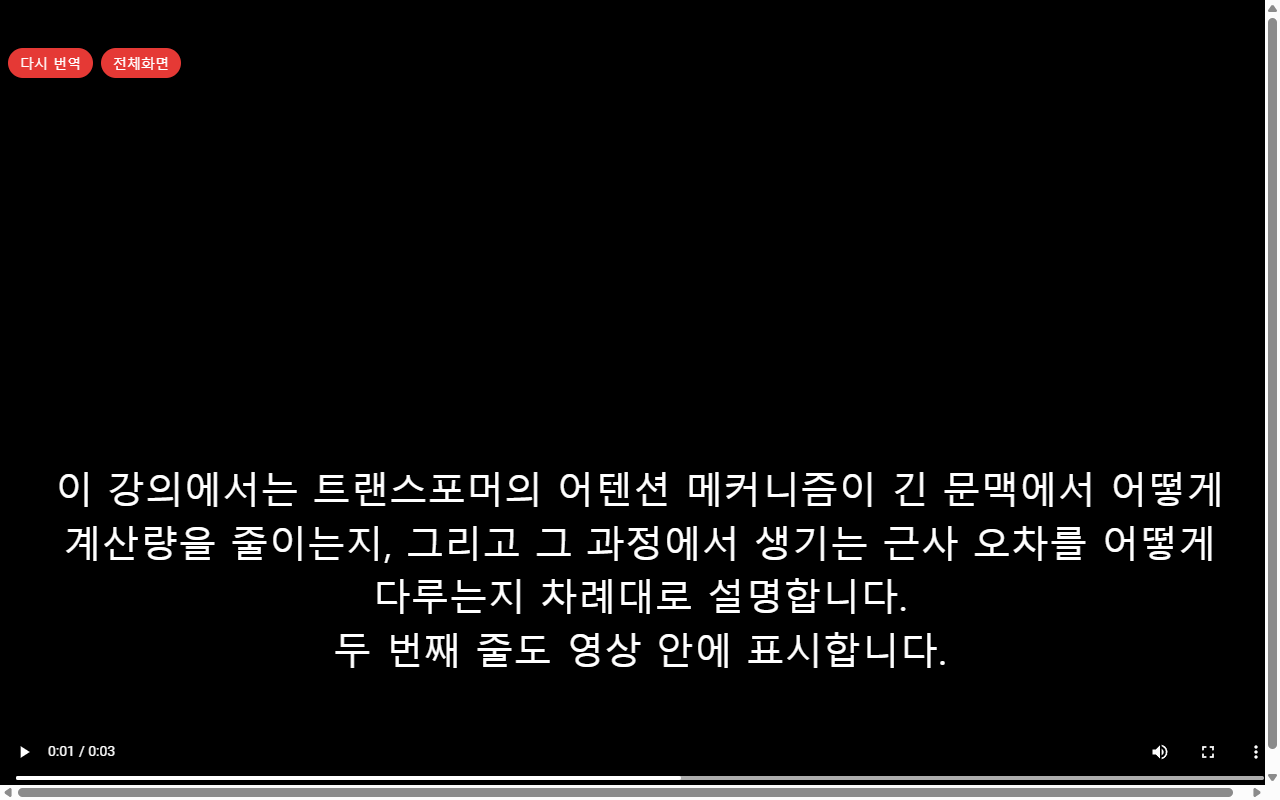 다시 번역 전체화면
이 강의에서는 트랜스포머의 어텐션 메커니즘이 긴 문맥에서 어떻게
계산량을 줄이는지, 그리고 그 과정에서 생기는 근사 오차를 어떻게
다루는지 차례대로 설명합니다.
두 번째 줄도 영상 안에 표시합니다.
0:01 / 0:03